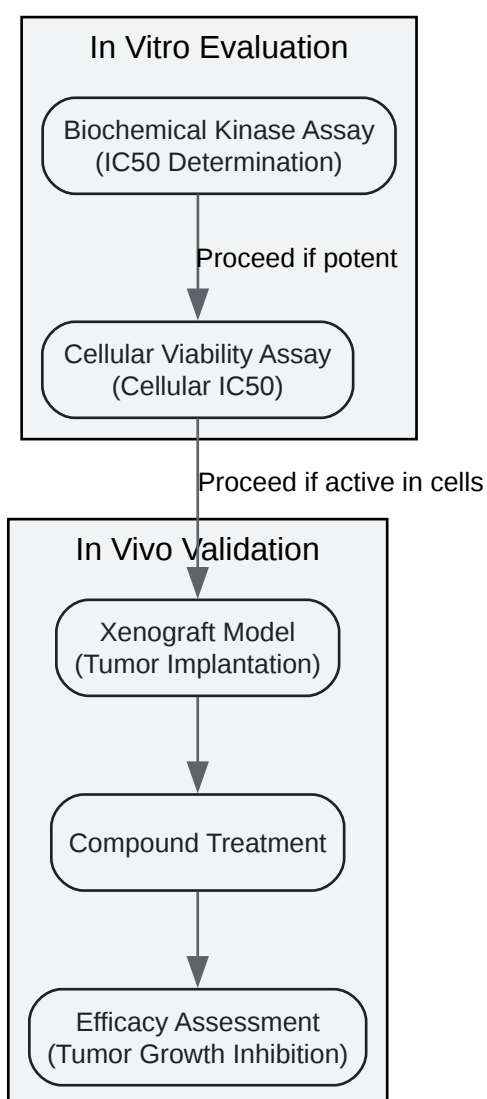 In Vitro Evaluation
Biochemical Kinase Assay
(IC50 Determination)
Proceed if potent
Cellular Viability Assay
(Cellular IC50)
Proceed if active in cells
In Vivo Validation
Xenograft Model
(Tumor Implantation)
Compound Treatment
Efficacy Assessment
(Tumor Growth Inhibition)